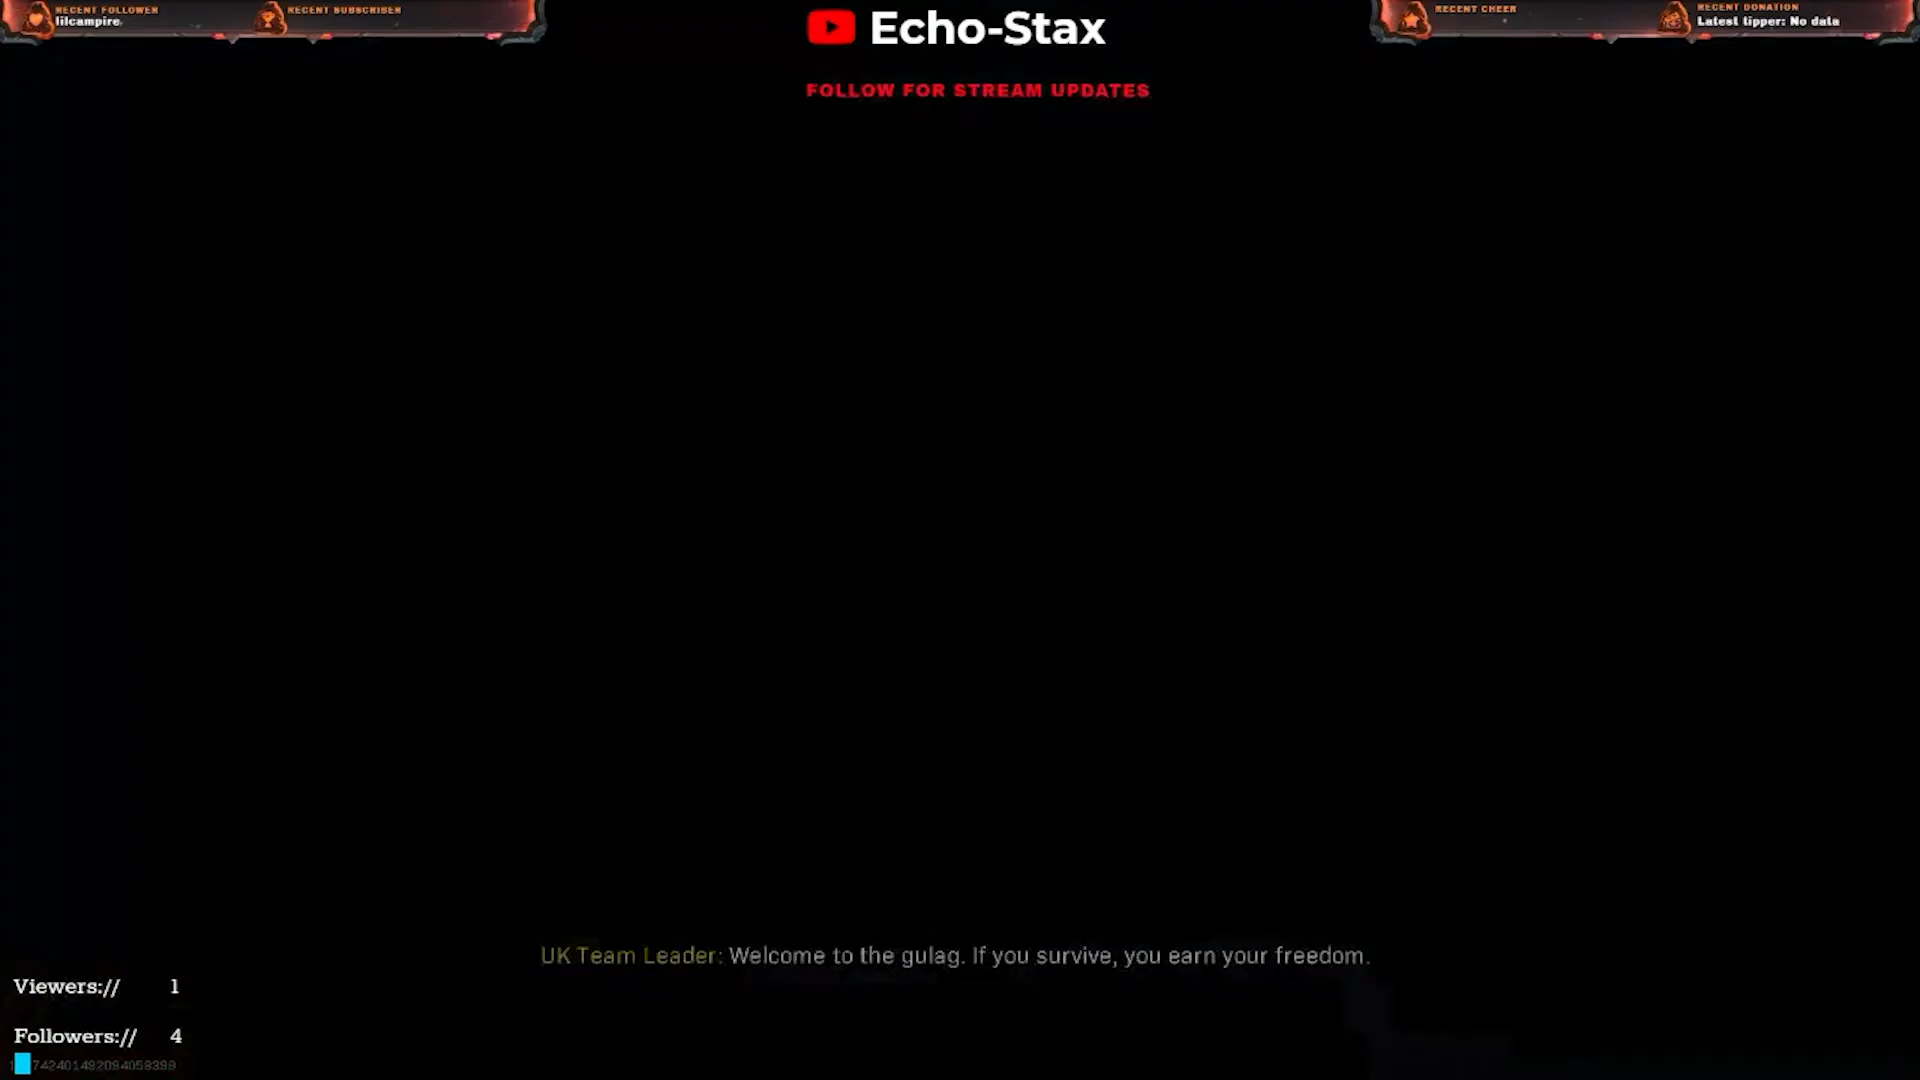 RECENT FOLLOWER
lilcampire
RECENT SUBSCRIBER
Echo-Stax
RECENT CHEER
RECENT DONATION
Latest tipper: No data
FOLLOW FOR STREAM UPDATES
UK Team Leader: Welcome to the gulag. If you survive, you earn your freedom.
Viewers:// 1
Followers:// 4